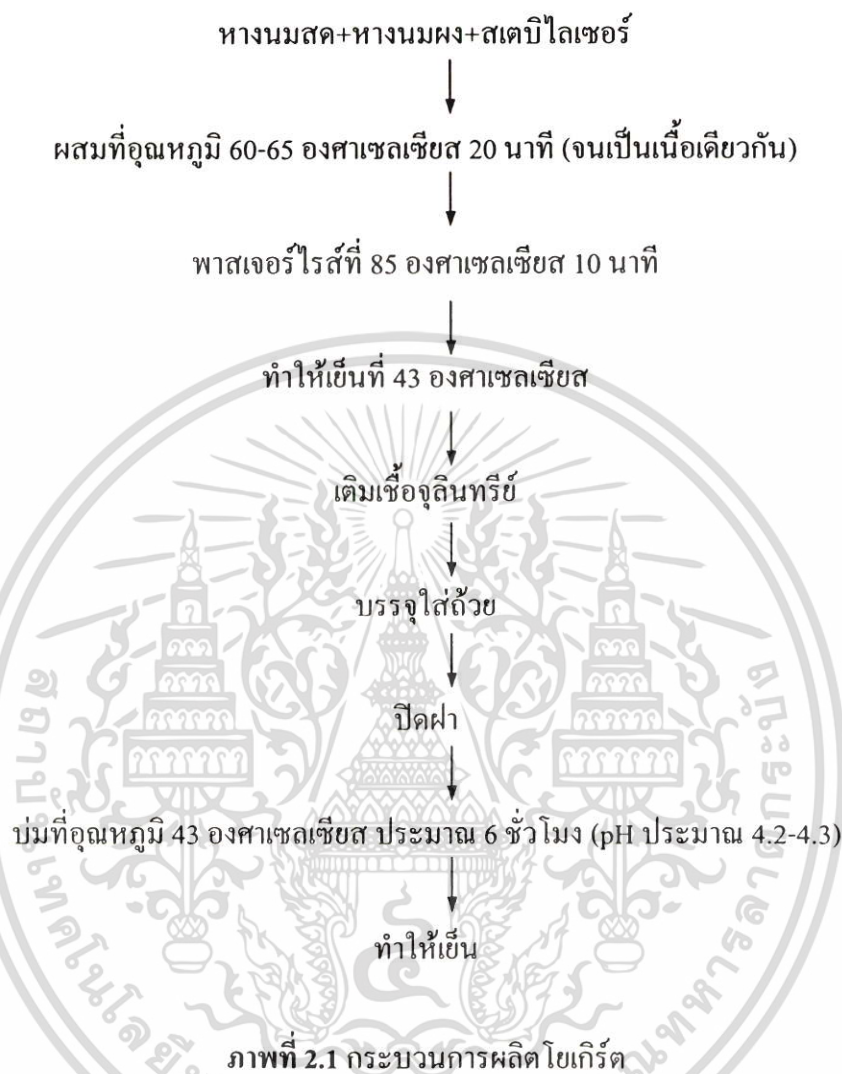 หางนมสด+หางนมผง+สเตบิไลเซอร์
ผสมที่อุณหภูมิ 60-65 องศาเซลเซียส 20 นาที (จนเป็นเนื้อเดียวกัน)
พาสเจอร์ไรส์ที่ 85 องศาเซลเซียส 10 นาที
ทำให้เย็นที่ 43 องศาเซลเซียส
เติมเชื้อจุลินทรีย์
บรรจุใส่ถ้วย
ปิดฝา
บ่มที่อุณหภูมิ 43 องศาเซลเซียส ประมาณ 6 ชั่วโมง (pH ประมาณ 4.2-4.3)
ทำให้เย็น
ภาพที่ 2.1 กระบวนการผลิตโยเกิร์ต